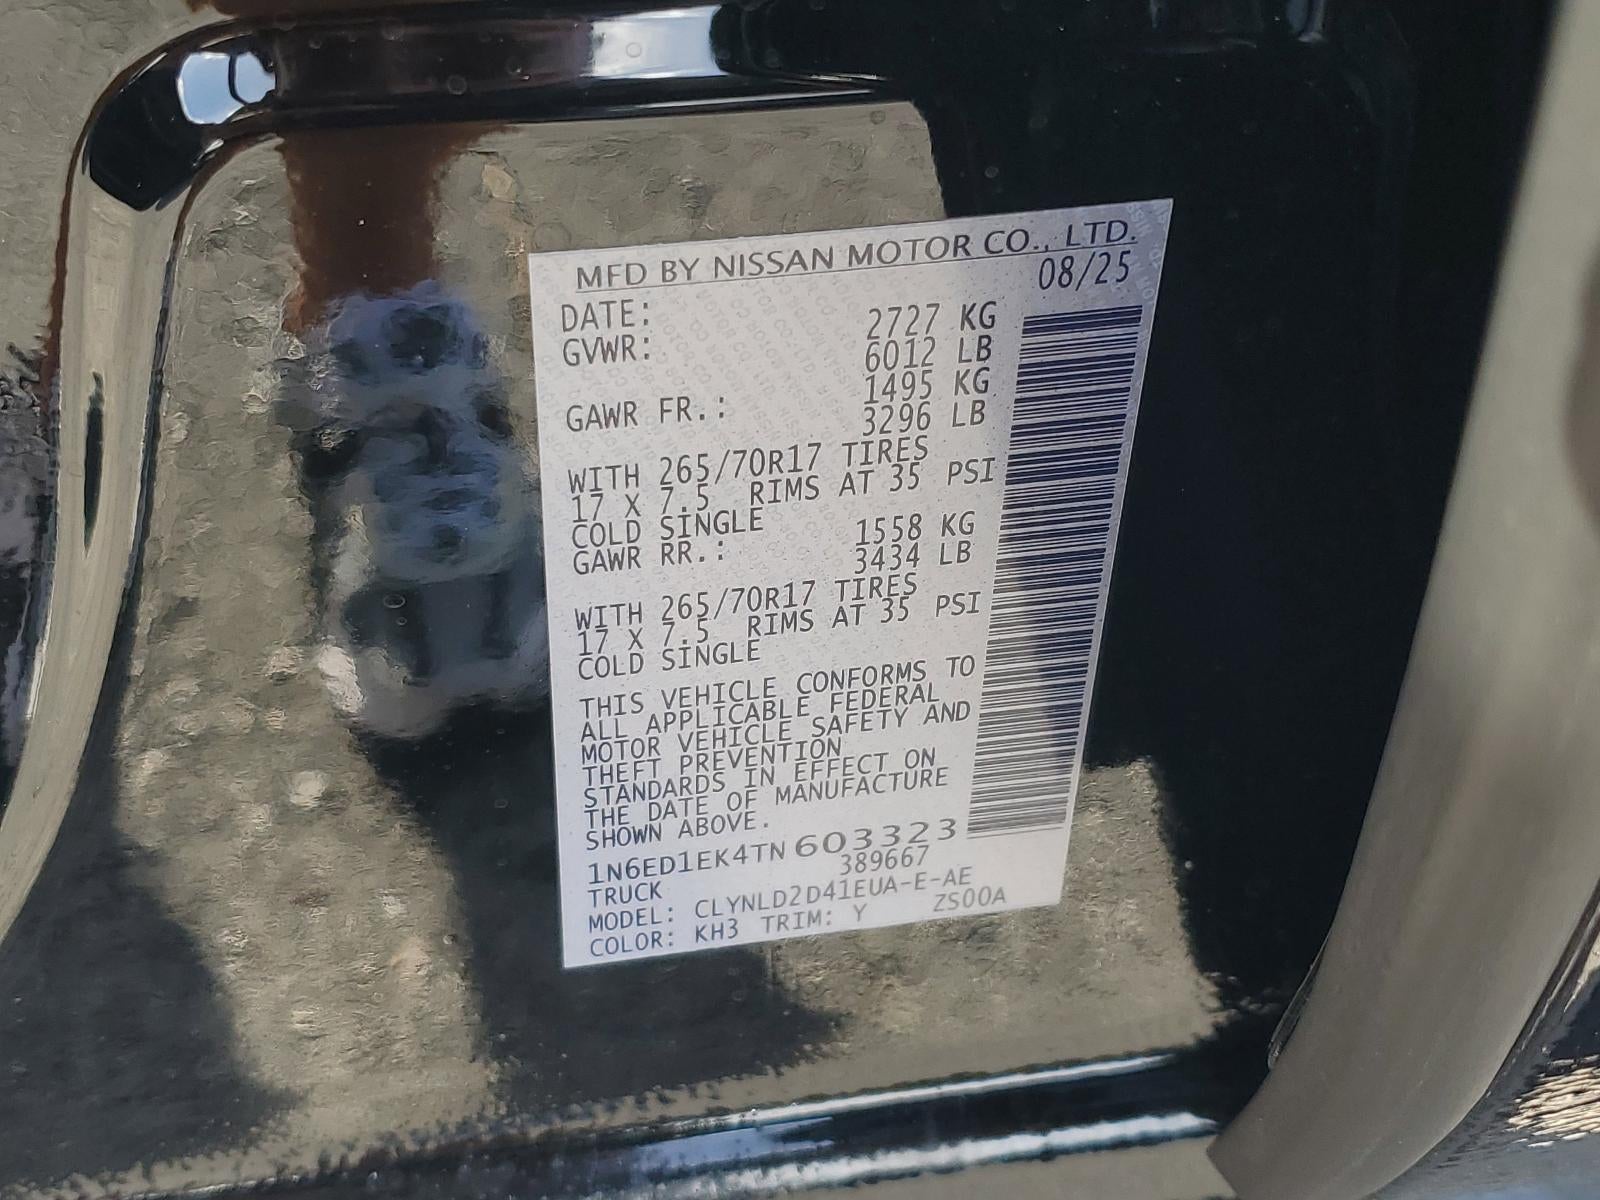 MFD BY NISSAN MOTOR CO., LTD.
DATE: 08/25
GVWR: 2727 KG
6012 LB
GAWR FR.: 1495 KG
3296 LB
WITH 265/70R17 TIRES
17 X 7.5 RIMS AT 35 PSI
COLD SINGLE
GAWR RR.: 1558 KG
3434 LB
WITH 265/70R17 TIRES
17 X 7.5 RIMS AT 35 PSI
COLD SINGLE
THIS VEHICLE CONFORMS TO
ALL APPLICABLE FEDERAL
MOTOR VEHICLE SAFETY AND
THEFT PREVENTION
STANDARDS IN EFFECT ON
THE DATE OF MANUFACTURE
SHOWN ABOVE.
1N6ED1EK4TN603323
TRUCK 389667
MODEL: CLYNLD2D41EUA-E-AE
COLOR: KH3 TRIM: Y ZS00A